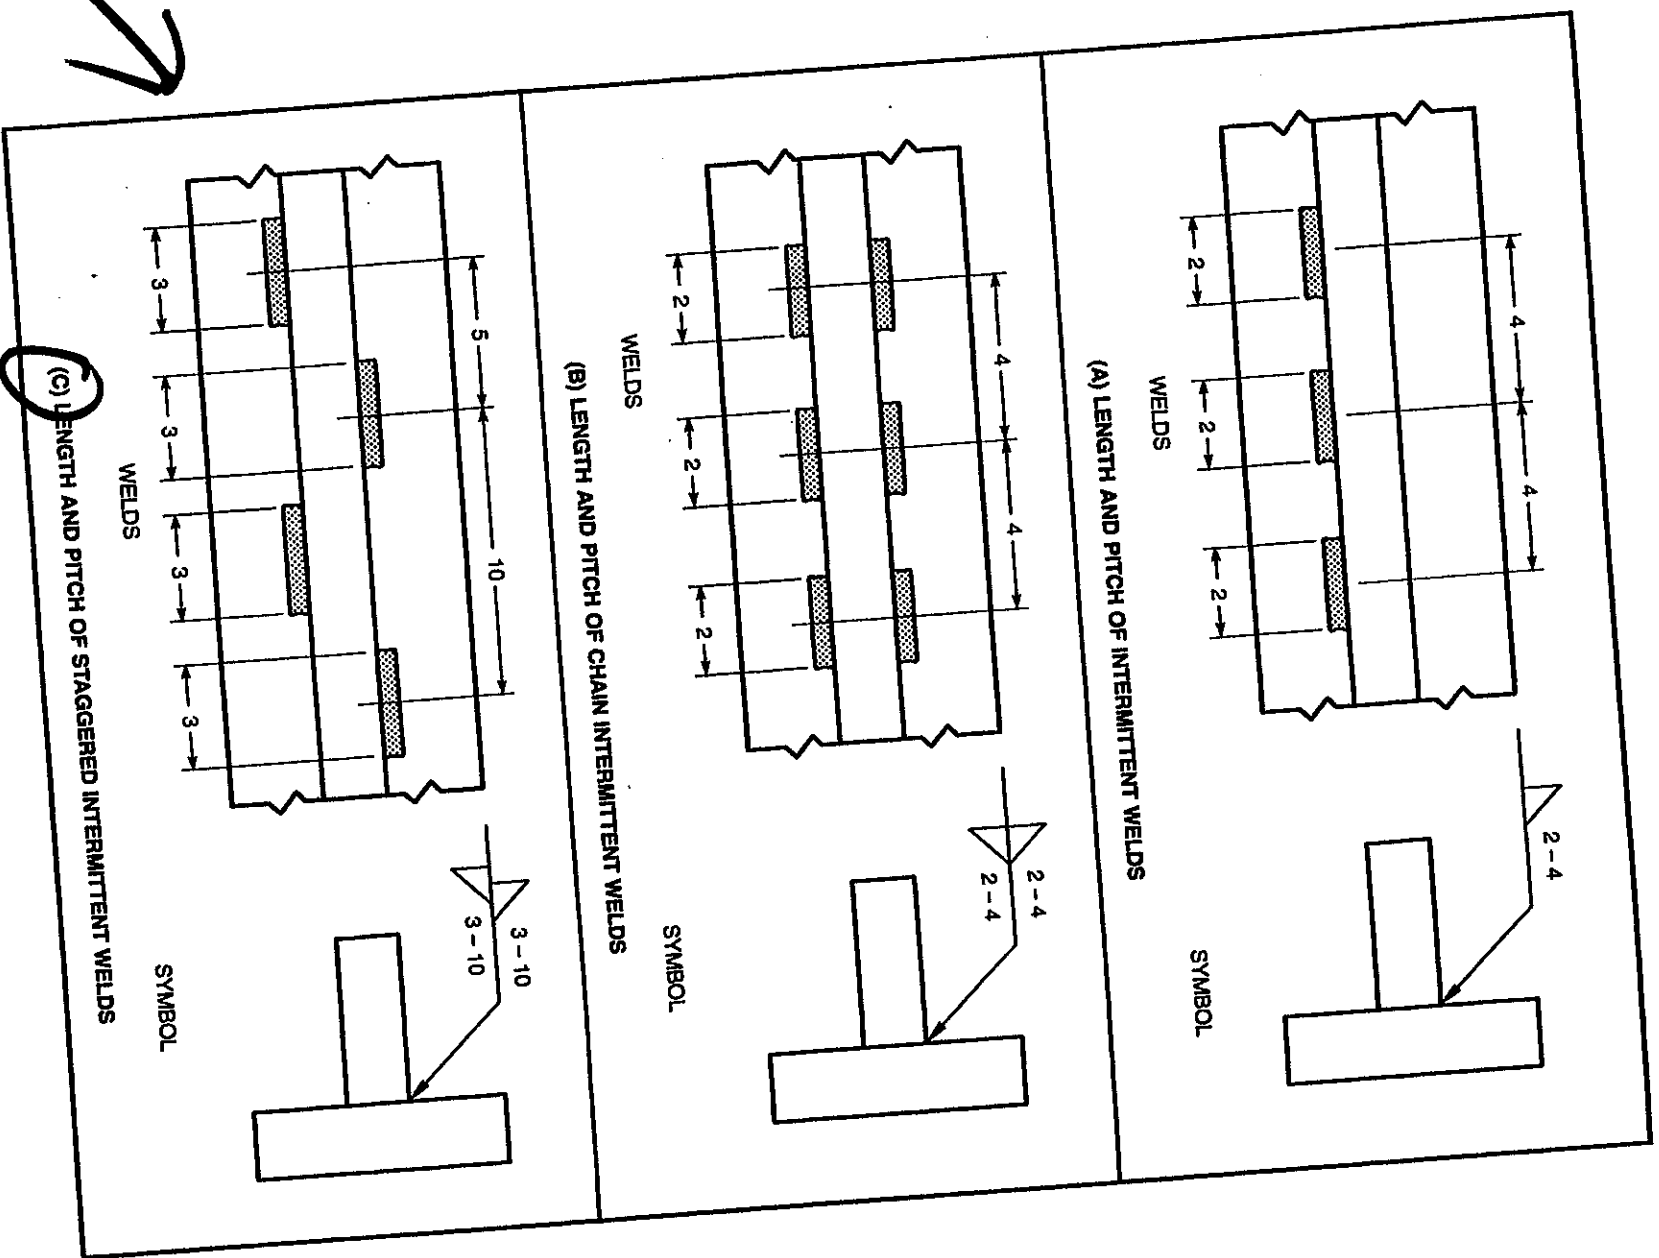 4 4
2 – 4
2 2 2
WELDS SYMBOL
(A) LENGTH AND PITCH OF INTERMITTENT WELDS
4 4
2 – 4
2 – 4
2 2 2
WELDS SYMBOL
(B) LENGTH AND PITCH OF CHAIN INTERMITTENT WELDS
5 10
3 – 10
3 – 10
3 3 3 3
WELDS SYMBOL
(C) LENGTH AND PITCH OF STAGGERED INTERMITTENT WELDS